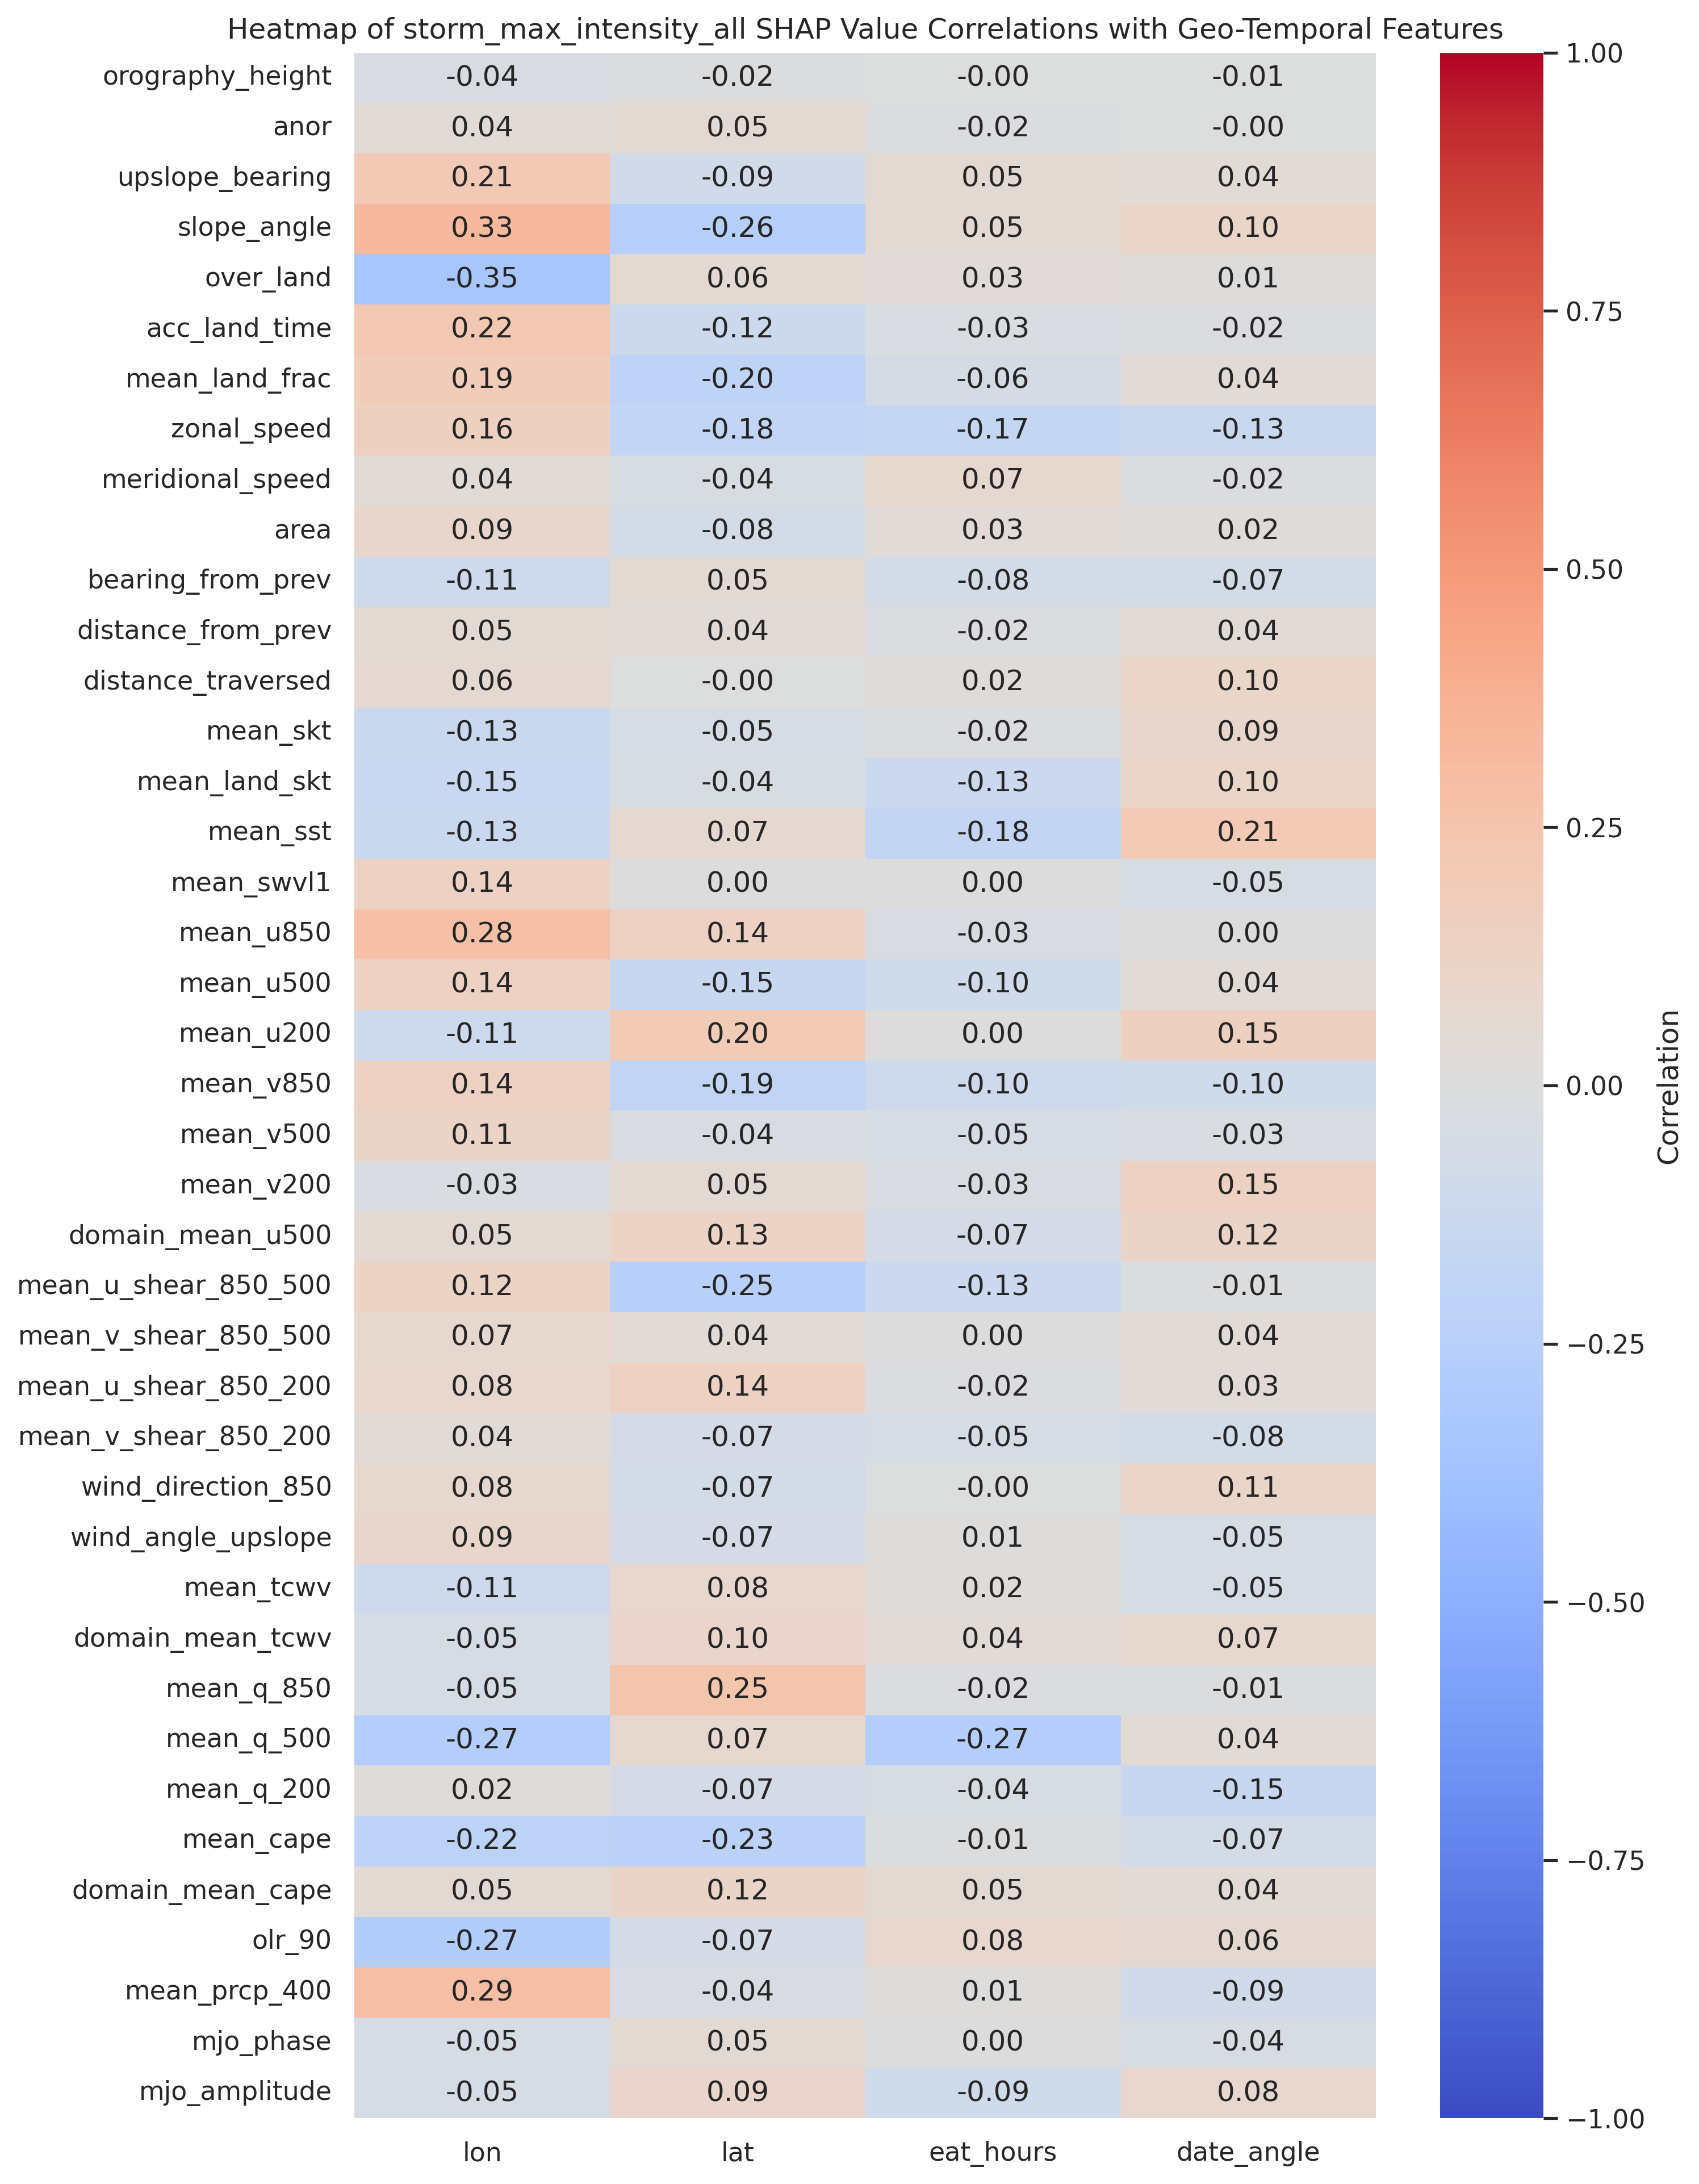 Heatmap of storm_max_intensity_all SHAP Value Correlations with Geo-Temporal Features
orography_height -0.04 -0.02 -0.00 -0.01
anor 0.04 0.05 -0.02 -0.00
upslope_bearing 0.21 -0.09 0.05 0.04
slope_angle 0.33 -0.26 0.05 0.10
over_land -0.35 0.06 0.03 0.01
acc_land_time 0.22 -0.12 -0.03 -0.02
mean_land_frac 0.19 -0.20 -0.06 0.04
zonal_speed 0.16 -0.18 -0.17 -0.13
meridional_speed 0.04 -0.04 0.07 -0.02
area 0.09 -0.08 0.03 0.02
bearing_from_prev -0.11 0.05 -0.08 -0.07
distance_from_prev 0.05 0.04 -0.02 0.04
distance_traversed 0.06 -0.00 0.02 0.10
mean_skt -0.13 -0.05 -0.02 0.09
mean_land_skt -0.15 -0.04 -0.13 0.10
mean_sst -0.13 0.07 -0.18 0.21
mean_swvl1 0.14 0.00 0.00 -0.05
mean_u850 0.28 0.14 -0.03 0.00
mean_u500 0.14 -0.15 -0.10 0.04
mean_u200 -0.11 0.20 0.00 0.15
mean_v850 0.14 -0.19 -0.10 -0.10
mean_v500 0.11 -0.04 -0.05 -0.03
mean_v200 -0.03 0.05 -0.03 0.15
domain_mean_u500 0.05 0.13 -0.07 0.12
mean_u_shear_850_500 0.12 -0.25 -0.13 -0.01
mean_v_shear_850_500 0.07 0.04 0.00 0.04
mean_u_shear_850_200 0.08 0.14 -0.02 0.03
mean_v_shear_850_200 0.04 -0.07 -0.05 -0.08
wind_direction_850 0.08 -0.07 -0.00 0.11
wind_angle_upslope 0.09 -0.07 0.01 -0.05
mean_tcwv -0.11 0.08 0.02 -0.05
domain_mean_tcwv -0.05 0.10 0.04 0.07
mean_q_850 -0.05 0.25 -0.02 -0.01
mean_q_500 -0.27 0.07 -0.27 0.04
mean_q_200 0.02 -0.07 -0.04 -0.15
mean_cape -0.22 -0.23 -0.01 -0.07
domain_mean_cape 0.05 0.12 0.05 0.04
olr_90 -0.27 -0.07 0.08 0.06
mean_prcp_400 0.29 -0.04 0.01 -0.09
mjo_phase -0.05 0.05 0.00 -0.04
mjo_amplitude -0.05 0.09 -0.09 0.08
lon lat eat_hours date_angle
1.00
0.75
0.50
0.25
0.00
−0.25
−0.50
−0.75
−1.00
Correlation